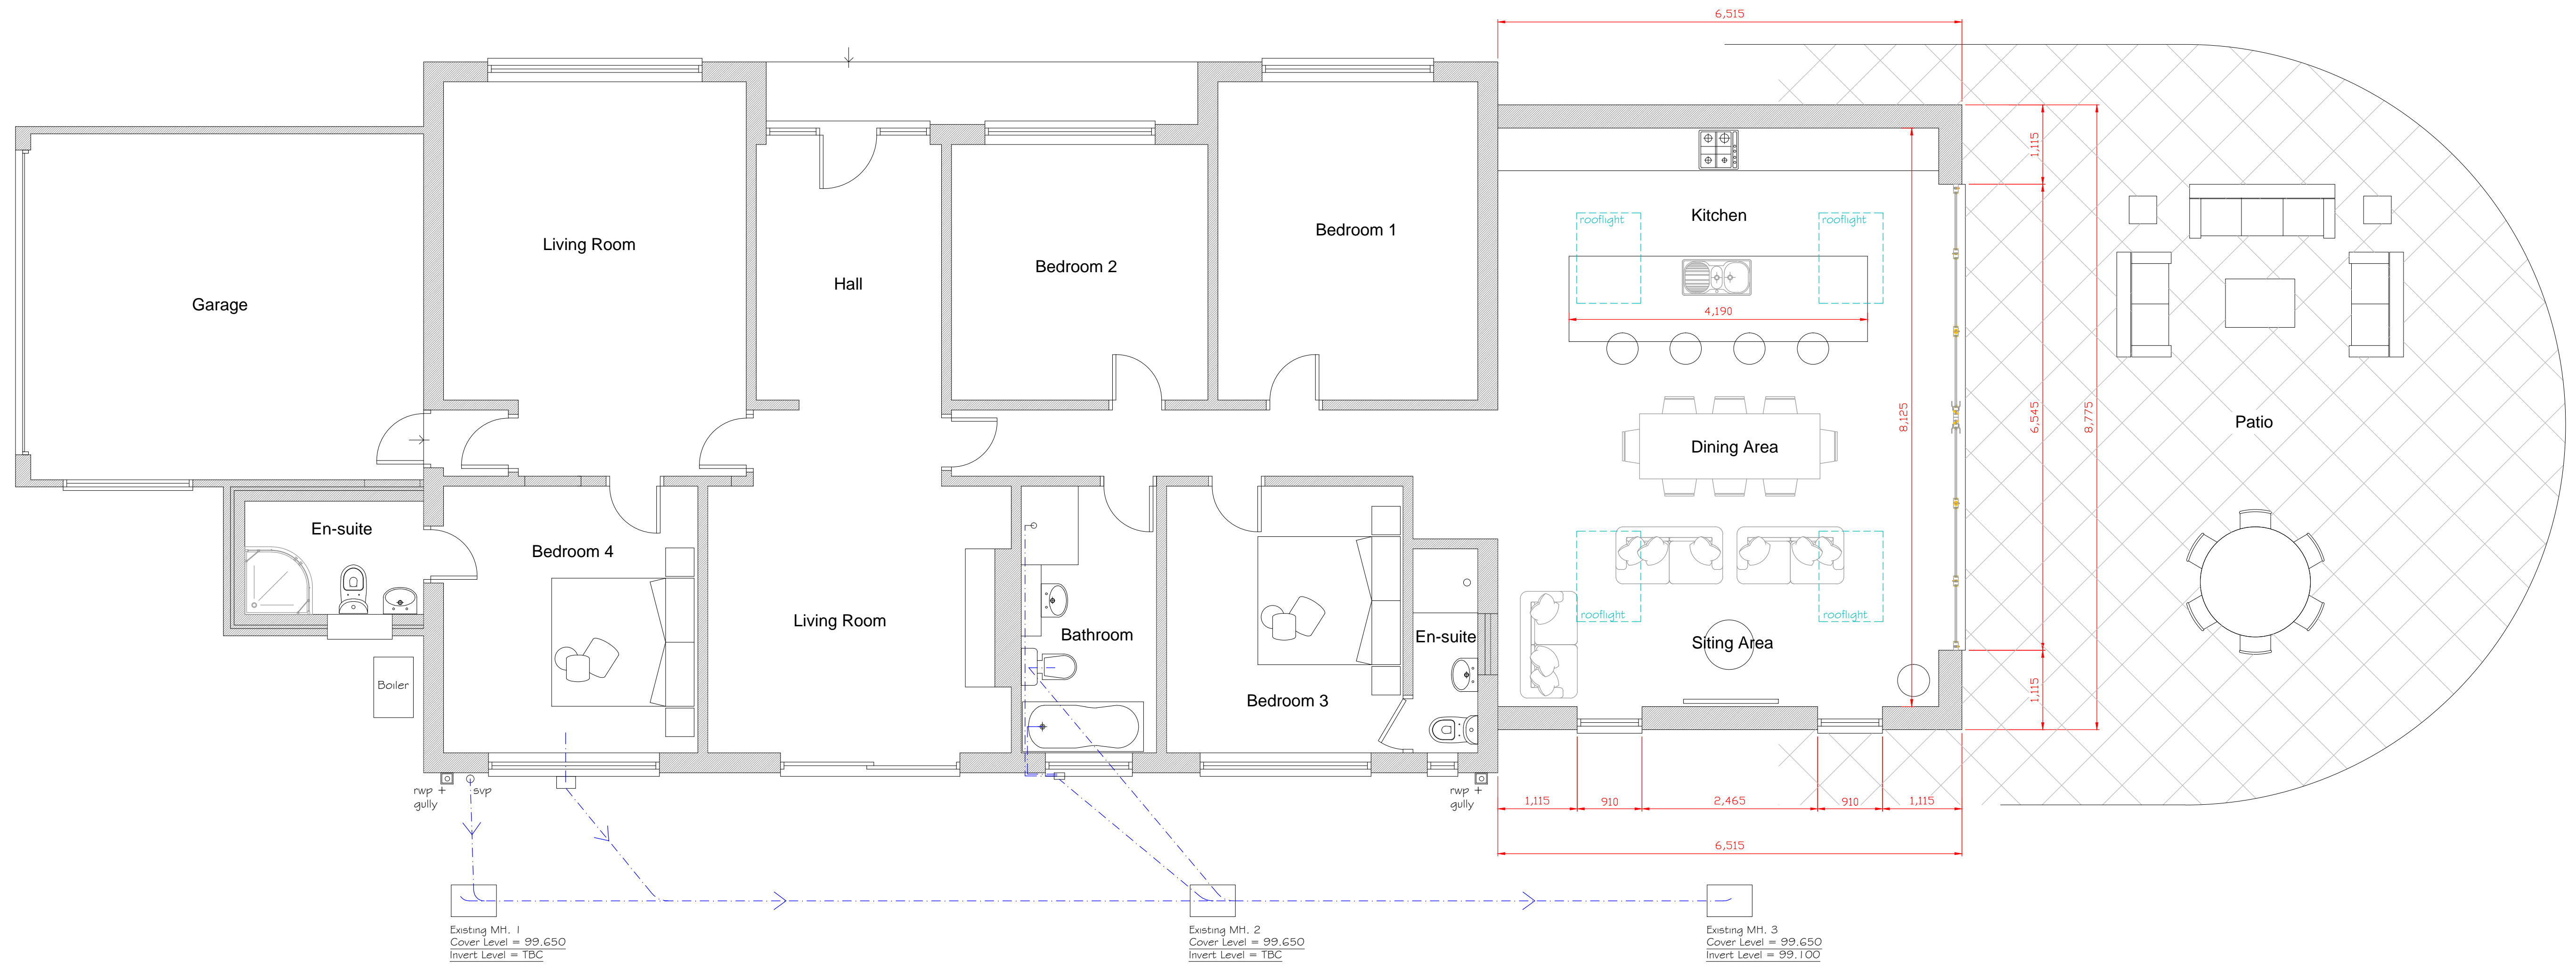 6,515
1,115
Kitchen
rooflight
rooflight
Living Room
Bedroom 1
Bedroom 2
Hall
Garage
4,190
8,125
6,545
8,775
Patio
Dining Area
En-suite
Bedroom 4
Living Room
Bathroom
En-suite
rooflight
rooflight
Siting Area
Boiler
Bedroom 3
1,115
rwp +
gully
svp
rwp +
gully
1,115
910
2,465
910
1,115
6,515
Existing MH. 1
Cover Level = 99.650
Invert Level = TBC
Existing MH. 2
Cover Level = 99.650
Invert Level = TBC
Existing MH. 3
Cover Level = 99.650
Invert Level = 99.100